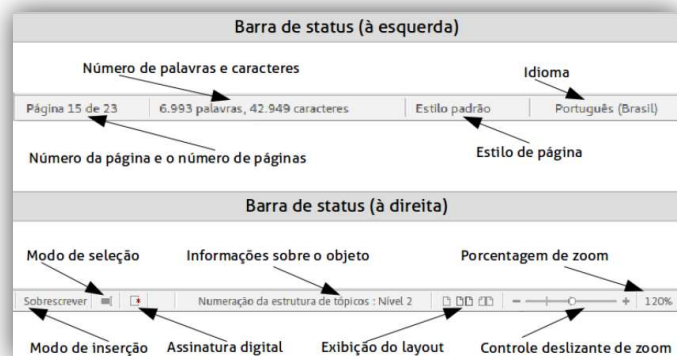 Barra de status (à esquerda)
Número de palavras e caracteres
Idioma
Página 15 de 23 6.993 palavras, 42.949 caracteres Estilo padrão Português (Brasil)
Número da página e o número de páginas
Estilo de página
Barra de status (à direita)
Modo de seleção Informações sobre o objeto Porcentagem de zoom
Sobrescrever Numeração da estrutura de tópicos : Nível 2 120%
Modo de inserção Assinatura digital Exibição do layout Controle deslizante de zoom